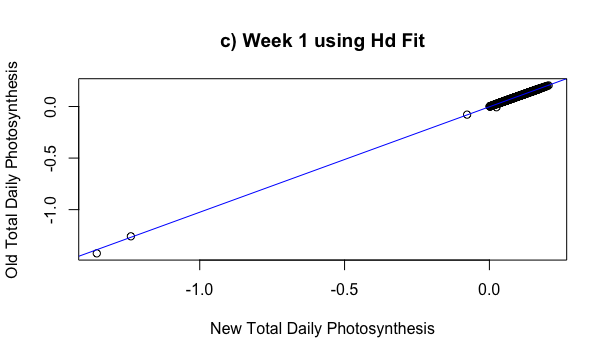 c) Week 1 using Hd Fit
Old Total Daily Photosynthesis
0.0
-0.5
-1.0
-1.0 -0.5 0.0
New Total Daily Photosynthesis